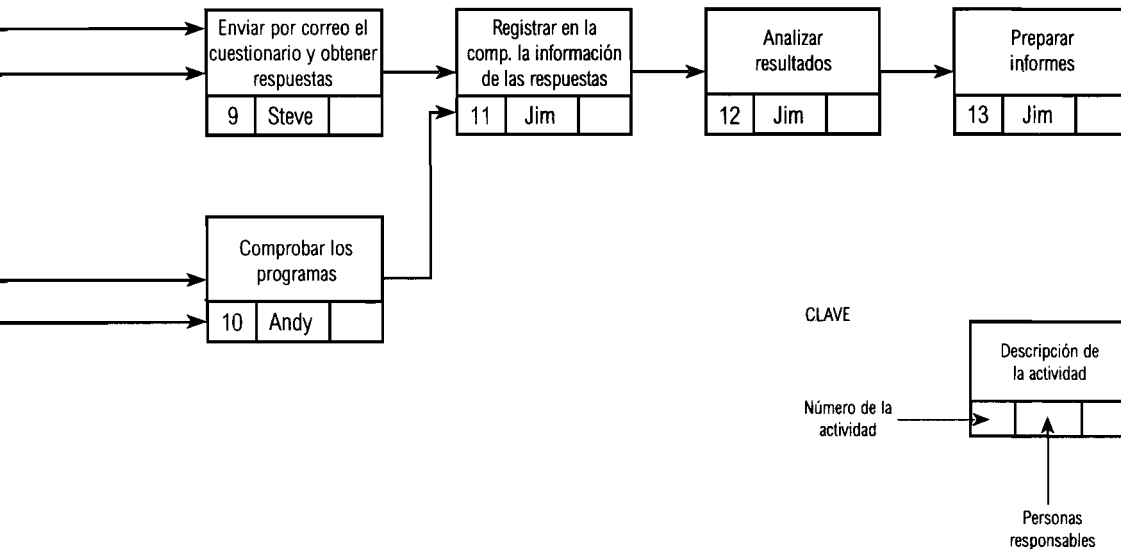 Enviar por correo el
cuestionario y obtener
respuestas
9 Steve
Registrar en la
comp. la información
de las respuestas
11 Jim
Analizar
resultados
12 Jim
Preparar
informes
13 Jim
Comprobar los
programas
10 Andy
CLAVE
Descripción de
la actividad
Número de la
actividad
Personas
responsables